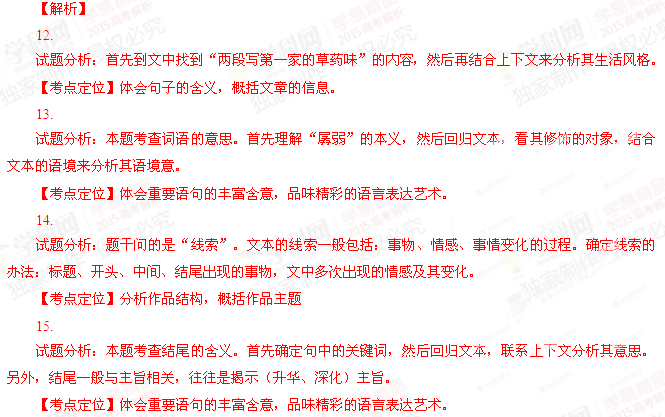 【解析】
12.
试题分析：首先到文中找到“两段写第一家的草药味”的内容，然后再结合上下文来分析其生活风格。
【考点定位】体会句子的含义，概括文章的信息。
13.
试题分析：本题考查词语的意思。首先理解“孱弱”的本义，然后回归文本，看其修饰的对象，结合
文本的语境来分析其语境意。
【考点定位】体会重要语句的丰富含意，品味精彩的语言表达艺术。
14.
试题分析：题干问的是“线索”。文本的线索一般包括：事物、情感、事情变化的过程。确定线索的
办法：标题、开头、中间、结尾出现的事物，文中多次出现的情感及其变化。
【考点定位】分析作品结构，概括作品主题
15.
试题分析：本题考查结尾的含义。首先确定句中的关键词，然后回归文本，联系上下文分析其意思。
另外，结尾一般与主旨相关，往往是揭示（升华、深化）主旨。
【考点定位】体会重要语句的丰富含意，品味精彩的语言表达艺术。